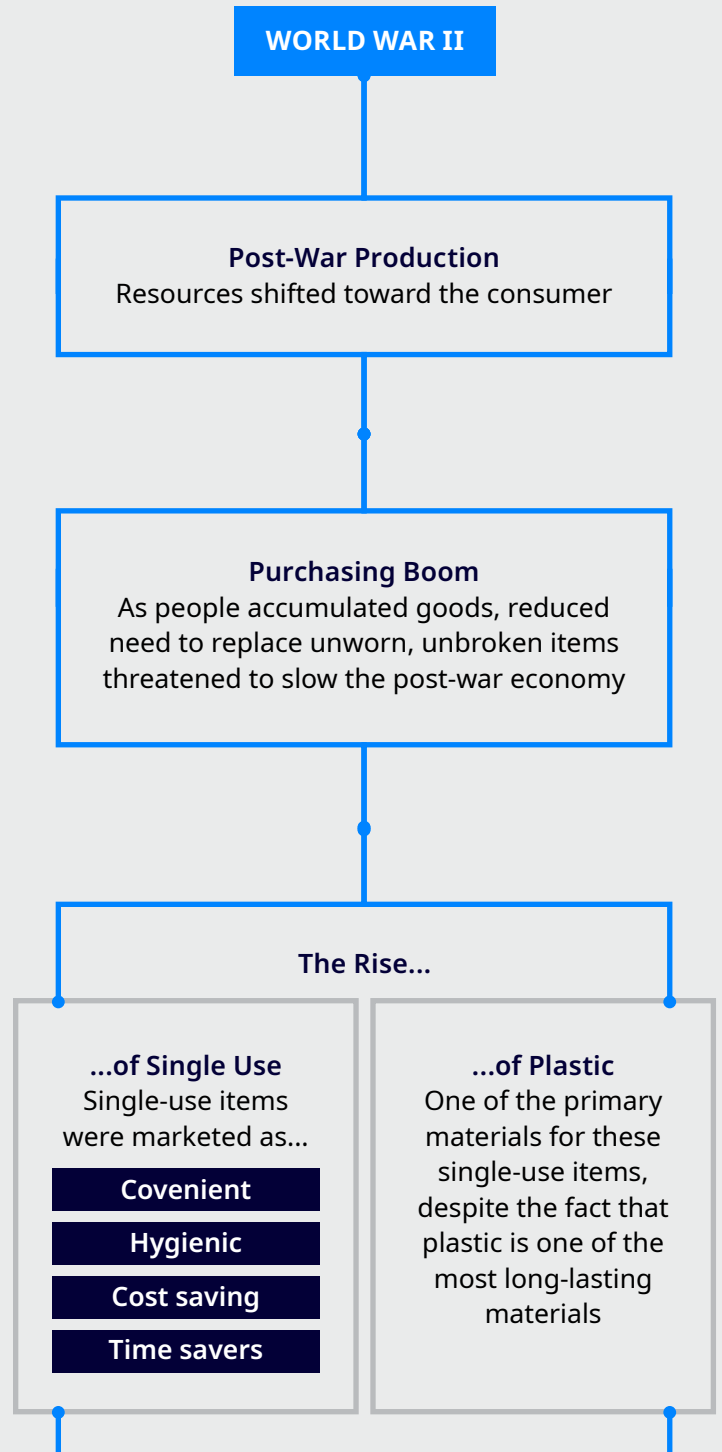 WORLD WAR II
Post-War Production
Resources shifted toward the consumer
Purchasing Boom
As people accumulated goods, reduced
need to replace unworn, unbroken items
threatened to slow the post-war economy
The Rise...
...of Single Use
Single-use items
were marketed as...
Covenient
Hygienic
Cost saving
Time savers
...of Plastic
One of the primary
materials for these
single-use items,
despite the fact that
plastic is one of the
most long-lasting
materials